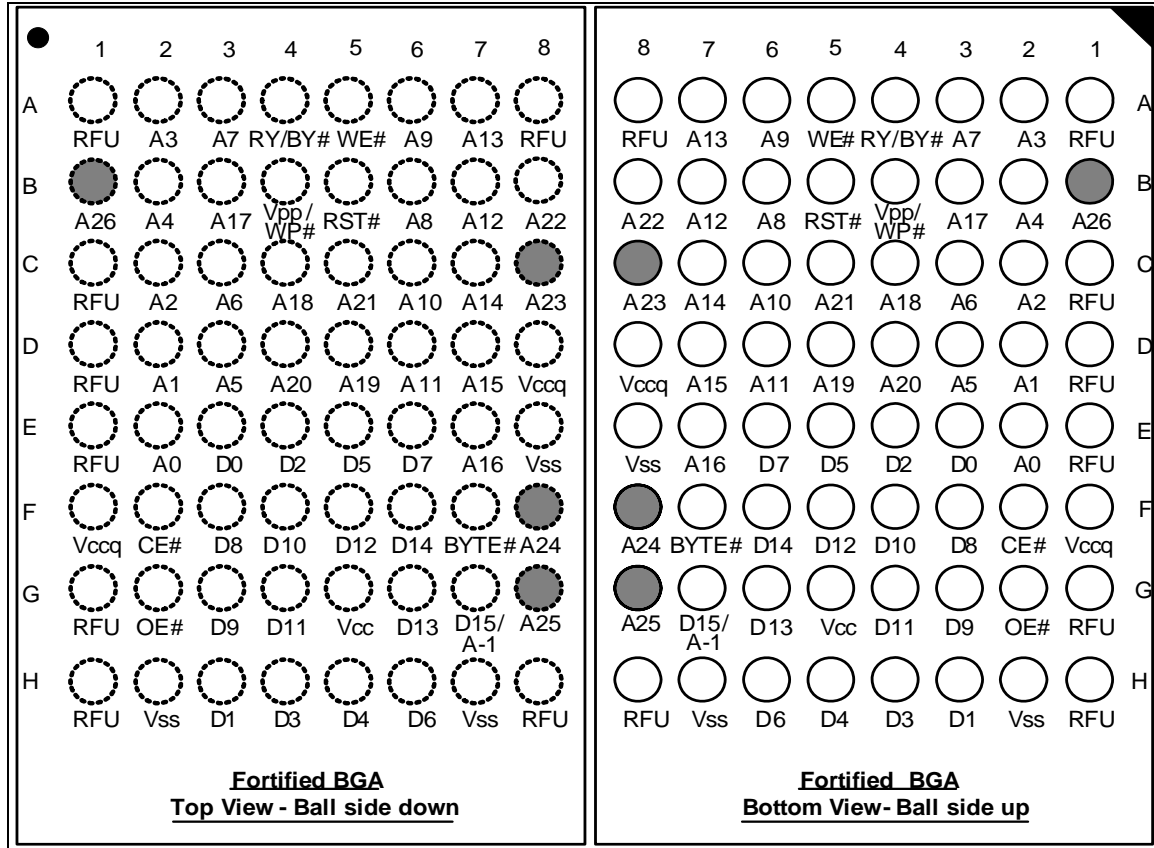 1 2 3 4 5 6 7 8
A
RFU A3 A7 RY/BY# WE# A9 A13 RFU
B
A26 A4 A17 Vpp / WP# RST# A8 A12 A22
C
RFU A2 A6 A18 A21 A10 A14 A23
D
RFU A1 A5 A20 A19 A11 A15 Vccq
E
RFU A0 D0 D2 D5 D7 A16 Vss
F
Vccq CE# D8 D10 D12 D14 BYTE# A24
G
RFU OE# D9 D11 Vcc D13 D15/ A-1 A25
H
RFU Vss D1 D3 D4 D6 Vss RFU
Fortified BGA
Top View - Ball side down
8 7 6 5 4 3 2 1
A
RFU A13 A9 WE# RY/BY# A7 A3 RFU
B
A22 A12 A8 RST# Vpp / WP# A17 A4 A26
C
A23 A14 A10 A21 A18 A6 A2 RFU
D
Vccq A15 A11 A19 A20 A5 A1 RFU
E
Vss A16 D7 D5 D2 D0 A0 RFU
F
A24 BYTE# D14 D12 D10 D8 CE# Vccq
G
A25 D15/ A-1 D13 Vcc D11 D9 OE# RFU
H
RFU Vss D6 D4 D3 D1 Vss RFU
Fortified BGA
Bottom View- Ball side up